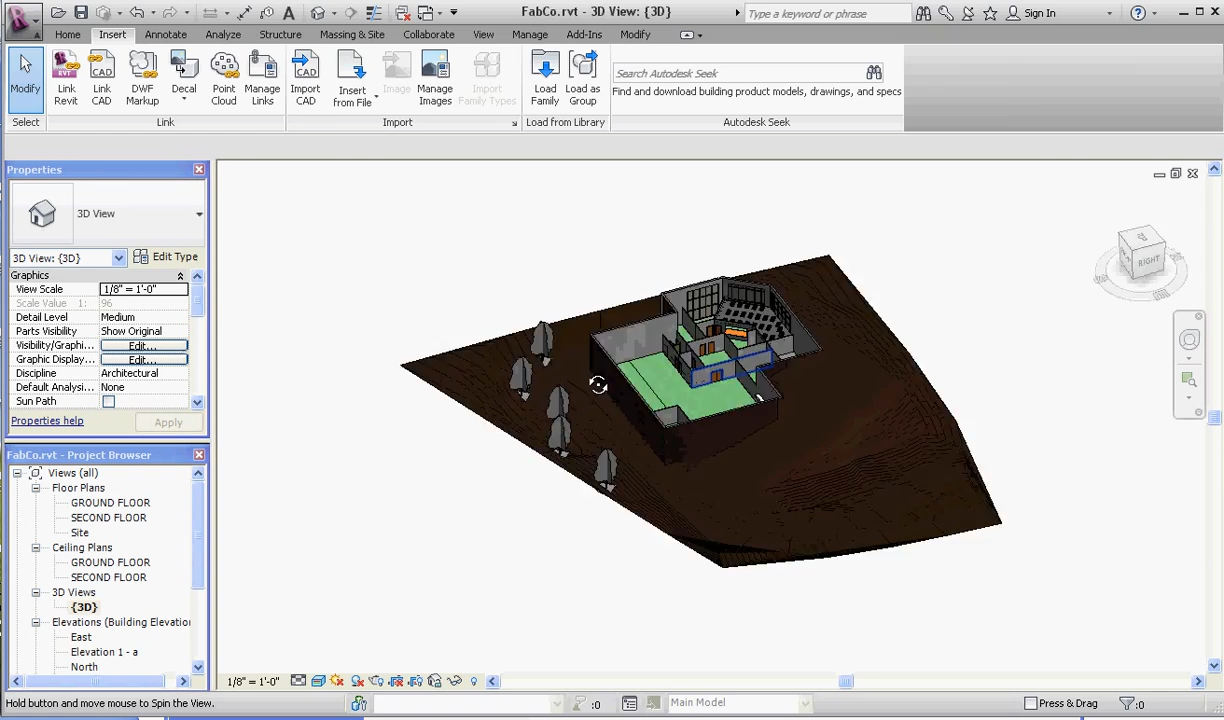 FabCo.rvt - 3D View: {3D}
Type a keyword or phrase
Sign In
Home Insert Annotate Analyze Structure Massing & Site Collaborate View Manage Add-Ins Modify
Modify
Link Revit
Link CAD
DWF Markup
Decal
Point Cloud
Manage Links
Import CAD
Insert from File
Image
Manage Images
Import Family Types
Load Family
Load as Group
Search Autodesk Seek
Find and download building product models, drawings, and specs
Select Link Import Load from Library Autodesk Seek
Properties
3D View
3D View: {3D} Edit Type
Graphics
View Scale 1/8" = 1'-0"
Scale Value 1: 96
Detail Level Medium
Parts Visibility Show Original
Visibility/Graphi... Edit...
Graphic Display... Edit...
Discipline Architectural
Default Analysi... None
Sun Path
Properties help Apply
FabCo.rvt - Project Browser
Views (all)
Floor Plans
GROUND FLOOR
SECOND FLOOR
Site
Ceiling Plans
GROUND FLOOR
SECOND FLOOR
3D Views
{3D}
Elevations (Building Elevation
East
Elevation 1 - a
North
RIGHT
1/8" = 1'-0"
Hold button and move mouse to Spin the View.
:0
Main Model
Press & Drag
:0